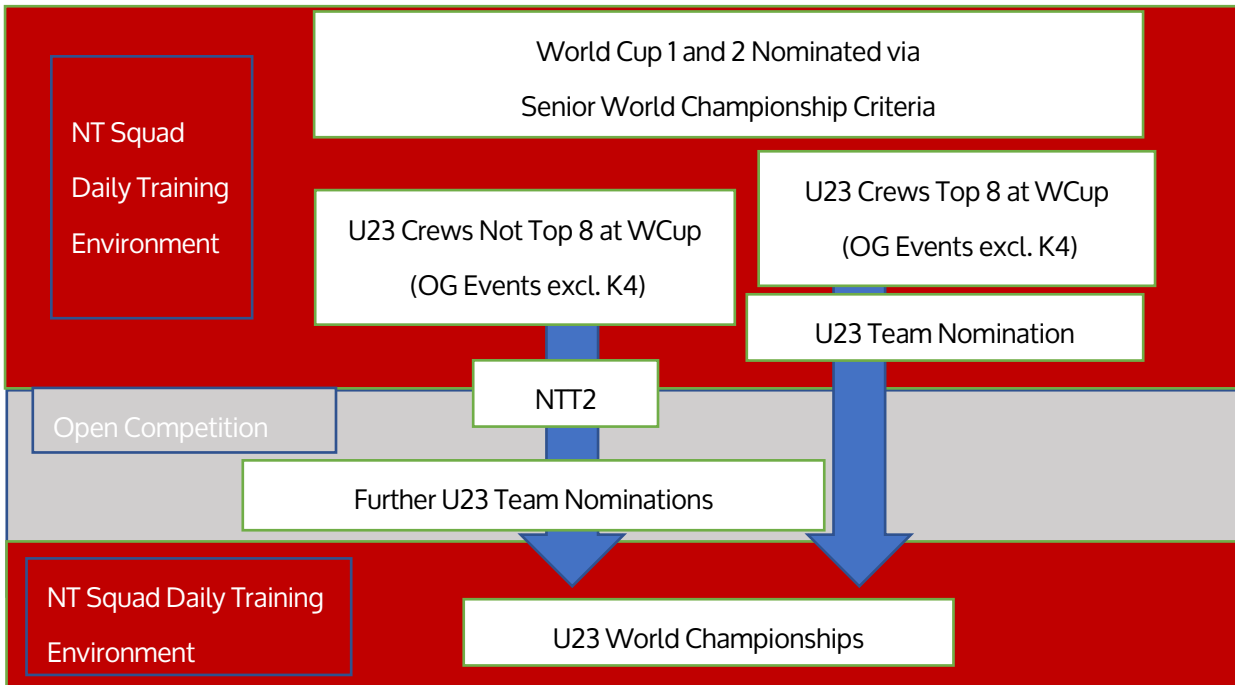 World Cup 1 and 2 Nominated via
Senior World Championship Criteria
NT Squad
Daily Training
Environment
U23 Crews Not Top 8 at WCup
(OG Events excl. K4)
U23 Crews Top 8 at WCup
(OG Events excl. K4)
U23 Team Nomination
NTT2
Open Competition
Further U23 Team Nominations
NT Squad Daily Training
Environment
U23 World Championships